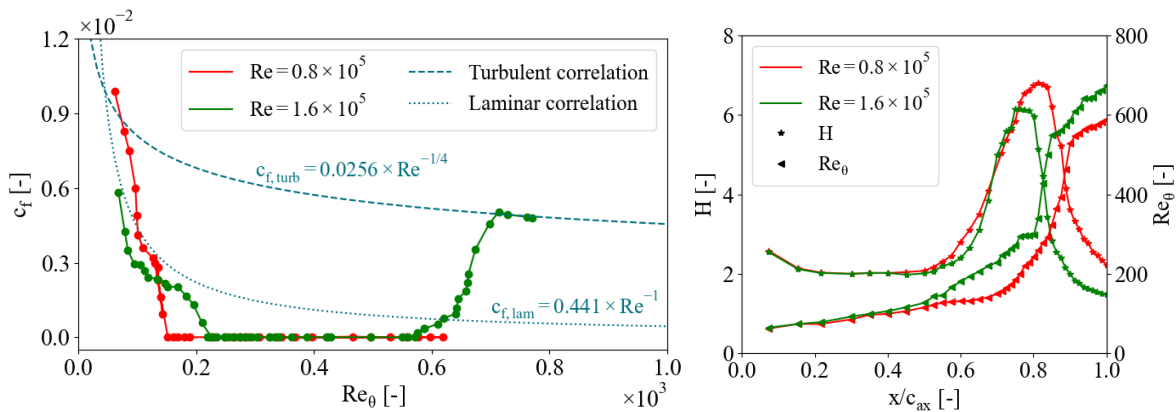 ×10⁻²
1.2
0.9
0.6
0.3
0.0
c_f [-]
Re = 0.8 × 10⁵
Re = 1.6 × 10⁵
Turbulent correlation
Laminar correlation
c_f, turb = 0.0256 × Re⁻¹/⁴
c_f, lam = 0.441 × Re⁻¹
0.0 0.2 0.4 0.6 0.8 1.0
Re_θ [-]
×10³
8
6
4
2
0
H [-]
Re = 0.8 × 10⁵
Re = 1.6 × 10⁵
H
Re_θ
800
600
400
200
0
Re_θ [-]
0.0 0.2 0.4 0.6 0.8 1.0
x/c_ax [-]